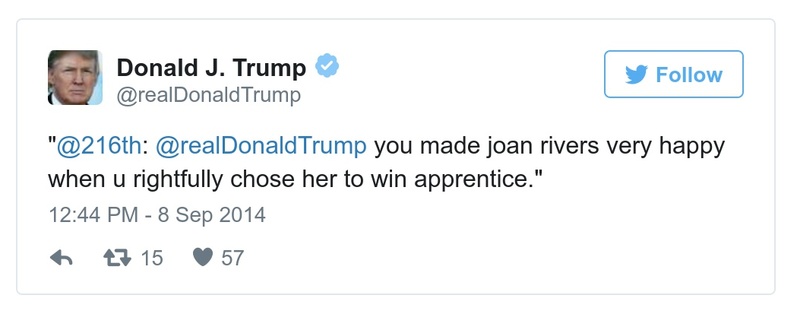 Donald J. Trump
@realDonaldTrump
Follow
"@216th: @realDonaldTrump you made joan rivers very happy
when u rightfully chose her to win apprentice."
12:44 PM - 8 Sep 2014
15 57